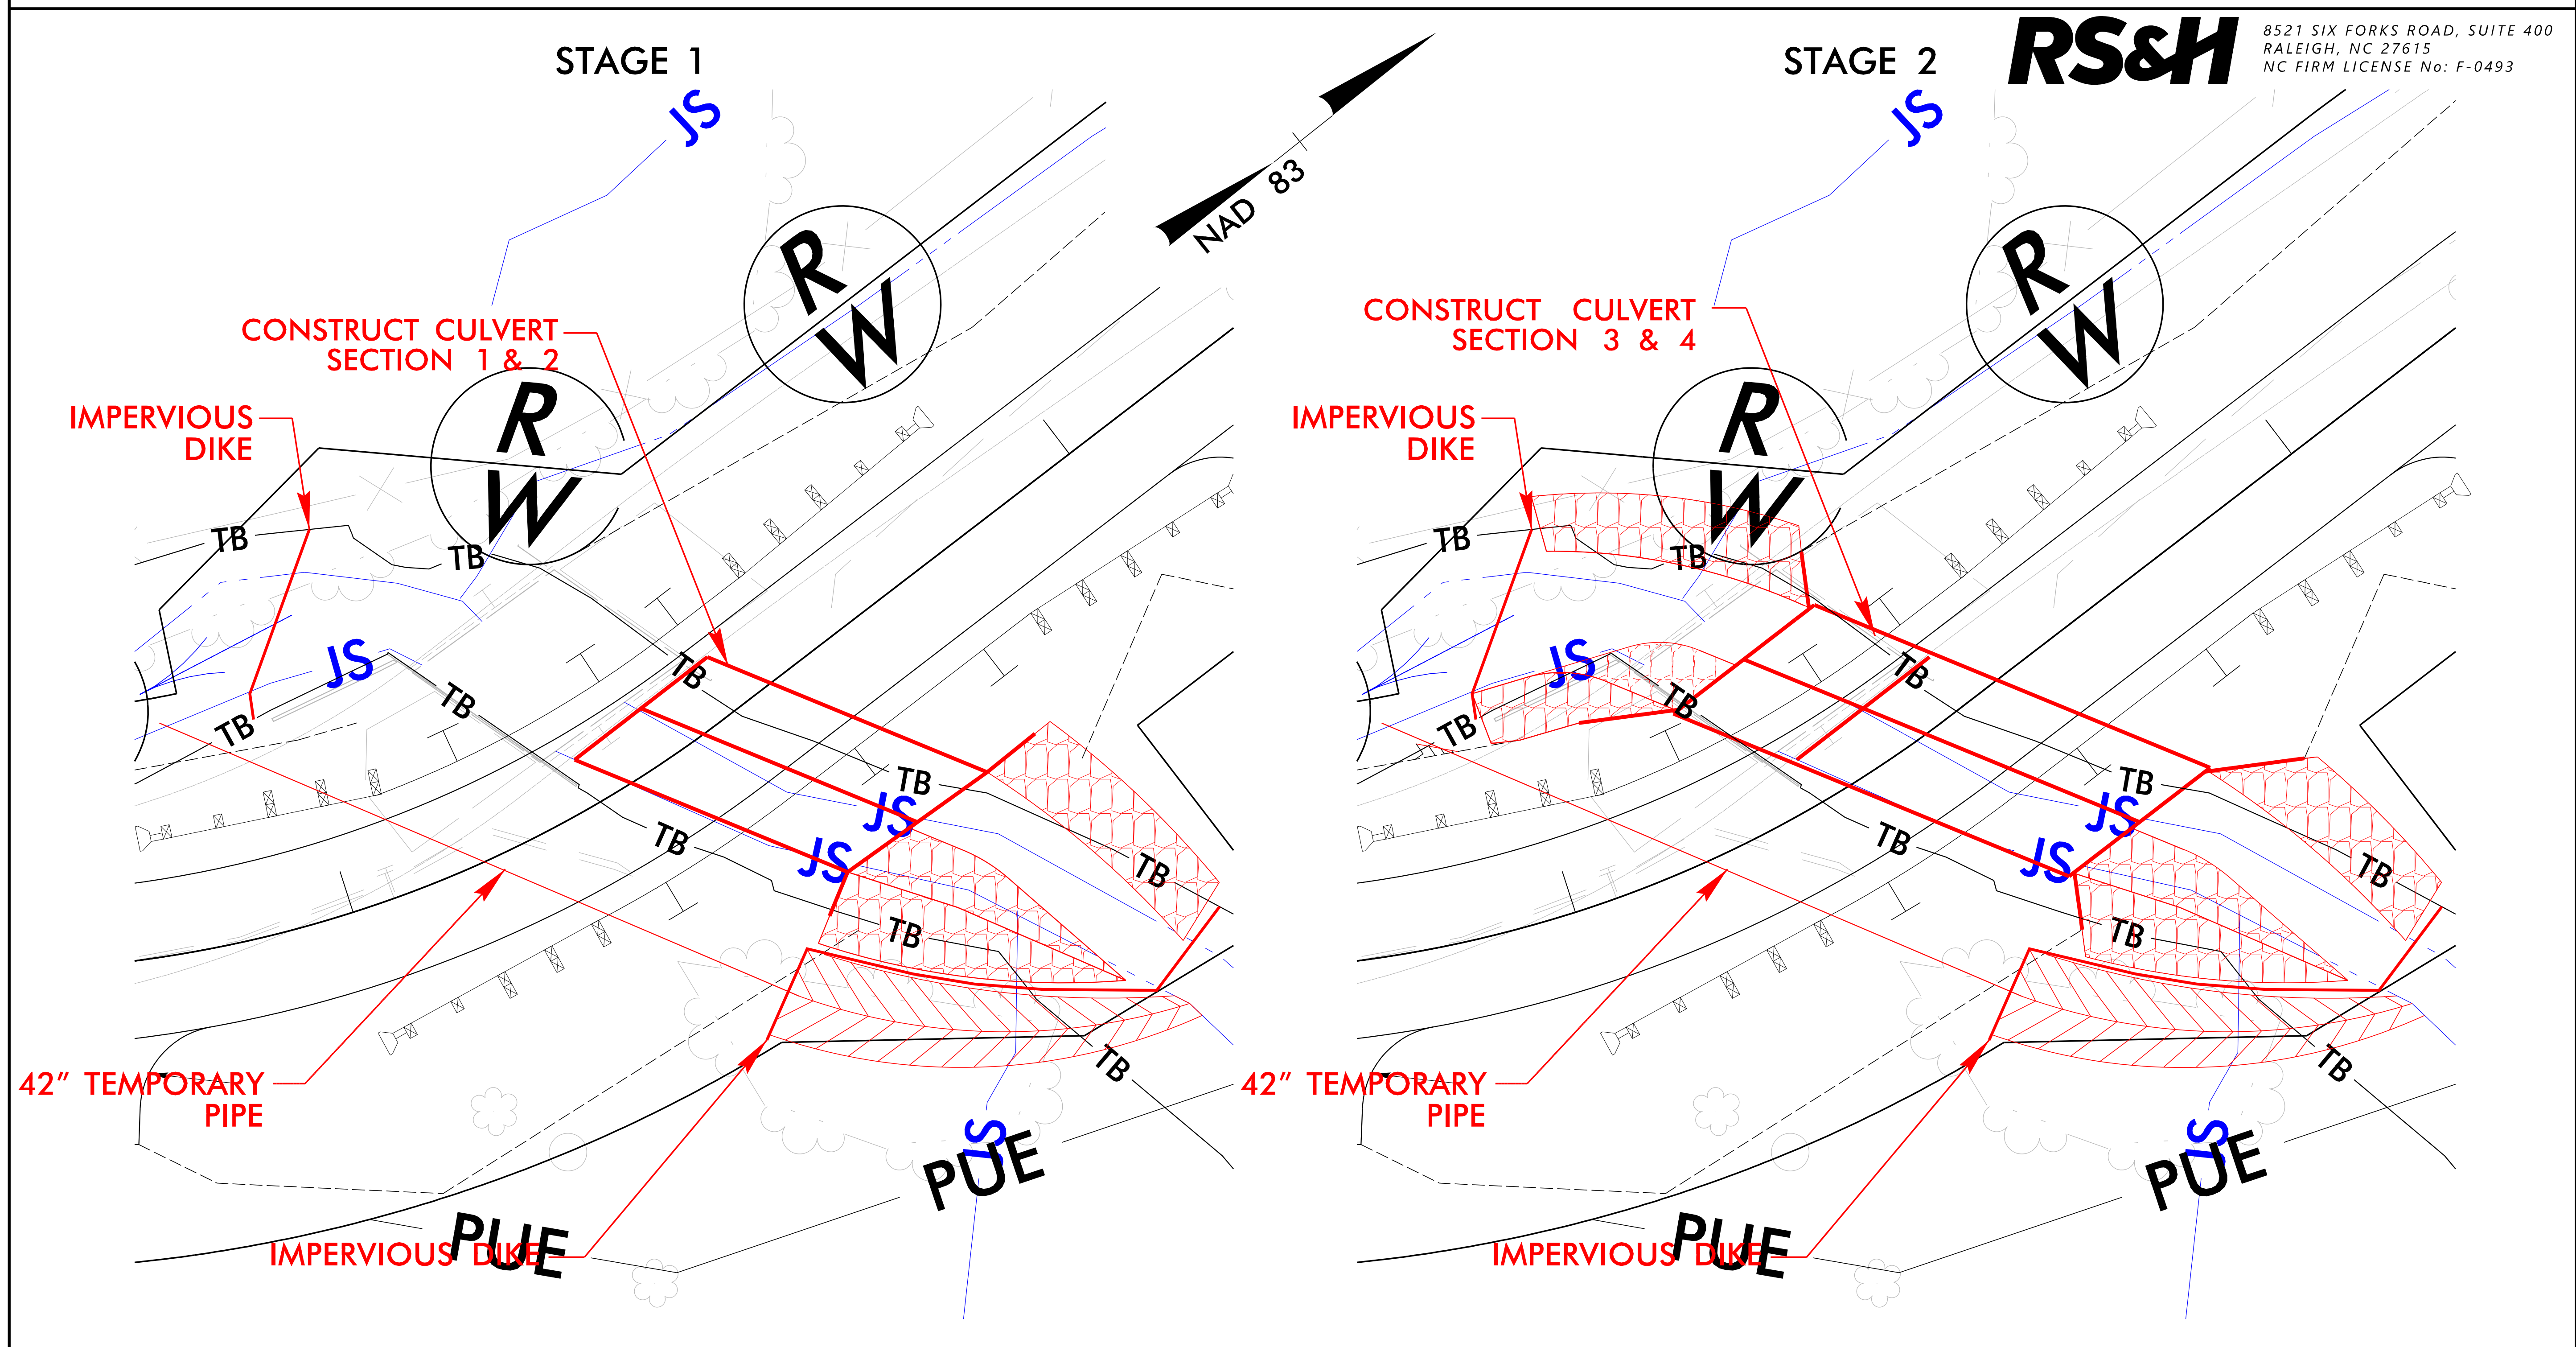 STAGE 1
STAGE 2
RS&H
8521 SIX FORKS ROAD, SUITE 400
RALEIGH, NC 27615
NC FIRM LICENSE No: F-0493
NAD 83
JS
R
W
CONSTRUCT CULVERT
SECTION 1 & 2
R
W
IMPERVIOUS
DIKE
TB
TB
JS
TB
TB
TB
TB
JS
TB
JS
TB
TB
TB
42" TEMPORARY
PIPE
JS
PUE
PUE
IMPERVIOUS DIKE
JS
R
W
CONSTRUCT CULVERT
SECTION 3 & 4
R
W
IMPERVIOUS
DIKE
TB
TB
JS
TB
TB
TB
TB
JS
TB
JS
TB
TB
TB
42" TEMPORARY
PIPE
JS
PUE
PUE
IMPERVIOUS DIKE